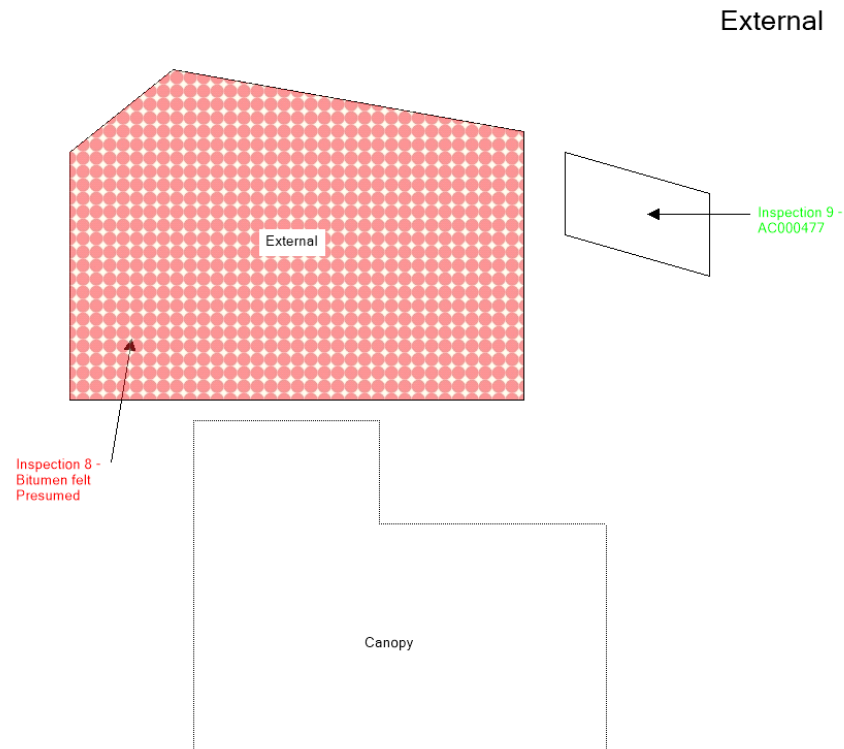 External
Inspection 9 -
AC000477
External
Inspection 8 -
Bitumen felt
Presumed
Canopy